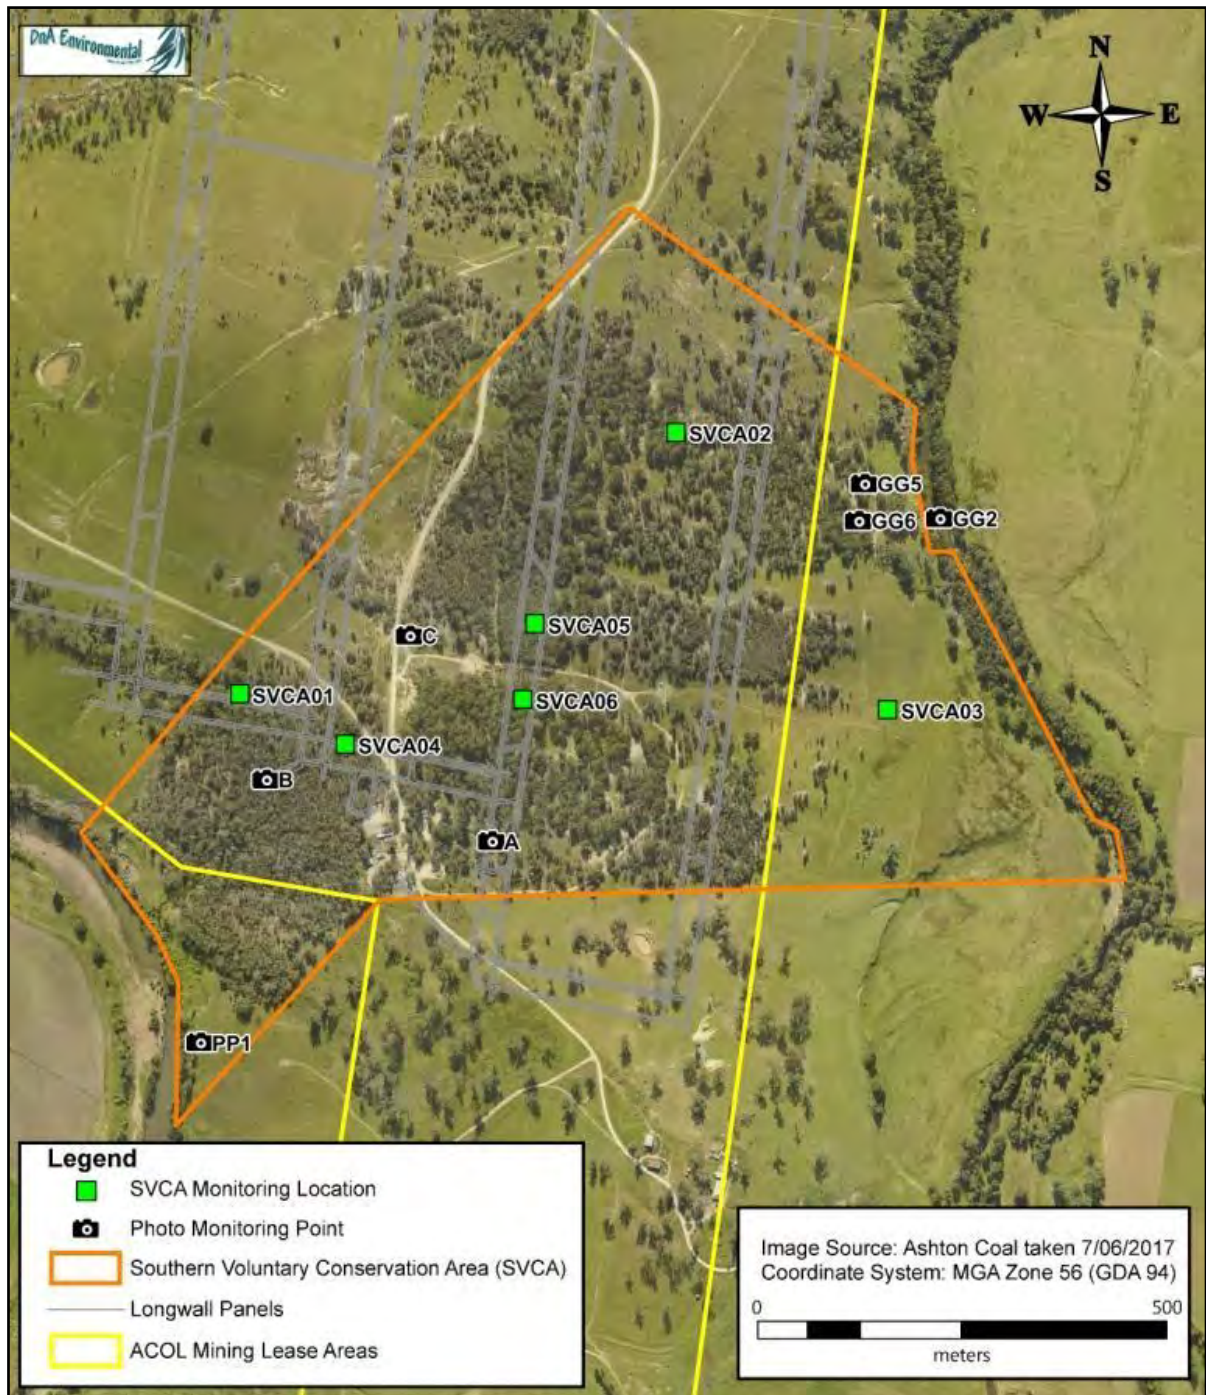 DnA Environmental
N
W E
S
SVCA02
GG5
GG6
GG2
SVCA05
C
SVCA01
SVCA06
SVCA03
SVCA04
B
A
PP1
Legend
SVCA Monitoring Location
Photo Monitoring Point
Southern Voluntary Conservation Area (SVCA)
Longwall Panels
ACOL Mining Lease Areas
Image Source: Ashton Coal taken 7/06/2017
Coordinate System: MGA Zone 56 (GDA 94)
0 500
meters